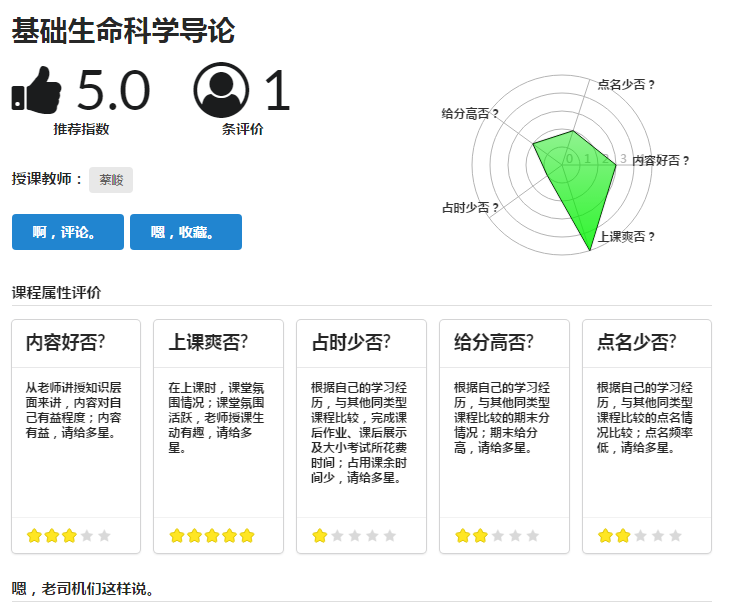 基础生命科学导论
5.0 1
推荐指数 条评价
授课教师： 蔡峻
啊，评论。 嗯，收藏。
点名少否？
给分高否？
0 1 2 3
内容好否？
占时少否？
上课爽否？
课程属性评价
内容好否?
从老师讲授知识层
面来讲，内容对自
己有益程度；内容
有益，请给多星。
上课爽否?
在上课时，课堂氛
围情况；课堂氛围
活跃，老师授课生
动有趣，请给多
星。
占时少否?
根据自己的学习经
历，与其他同类型
课程比较，完成课
后作业、课后展示
及大小考试所花费
时间；占用课余时
间少，请给多星。
给分高否?
根据自己的学习经
历，与其他同类型
课程比较的期末分
情况；期末给分
高，请给多星。
点名少否?
根据自己的学习经
历，与其他同类型
课程比较的点名情
况比较；点名频率
低，请给多星。
嗯，老司机们这样说。